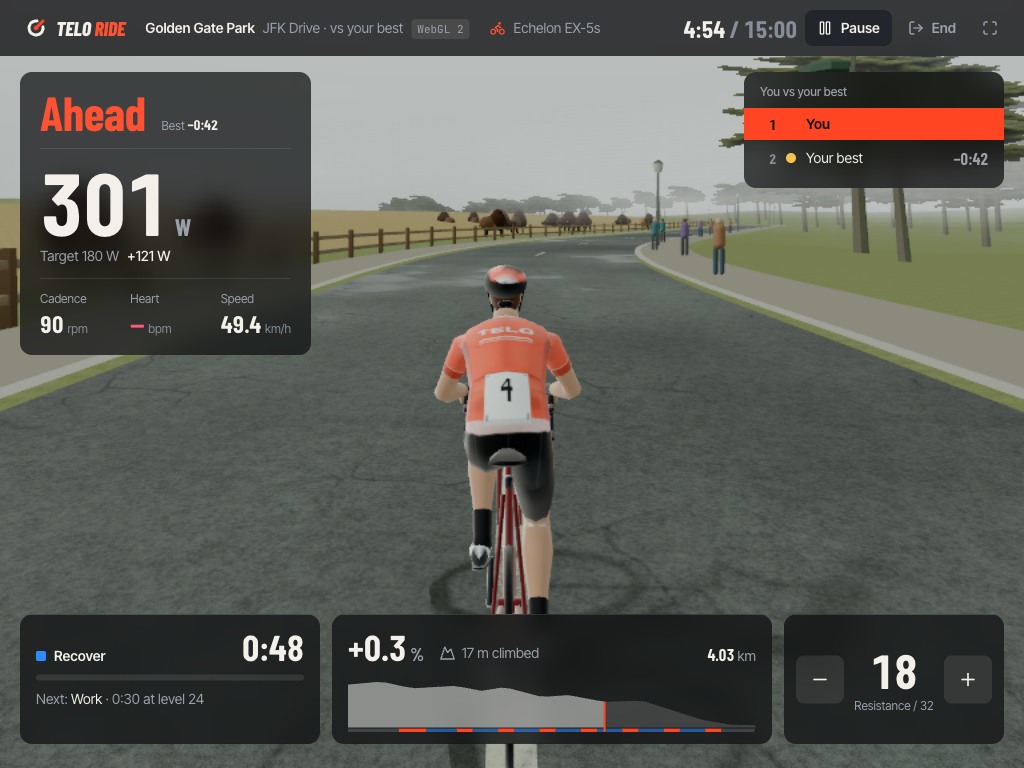 TELO RIDE Golden Gate Park JFK Drive · vs your best WebGL 2 Echelon EX-5s 4:54 / 15:00 Pause End
Ahead Best –0:42
301 W
Target 180 W +121 W
Cadence Heart Speed
90 rpm – bpm 49.4 km/h
You vs your best
1 You
2 Your best –0:42
TELO
4
Recover 0:48
Next: Work · 0:30 at level 24
+0.3 % 17 m climbed 4.03 km
– 18 +
Resistance / 32